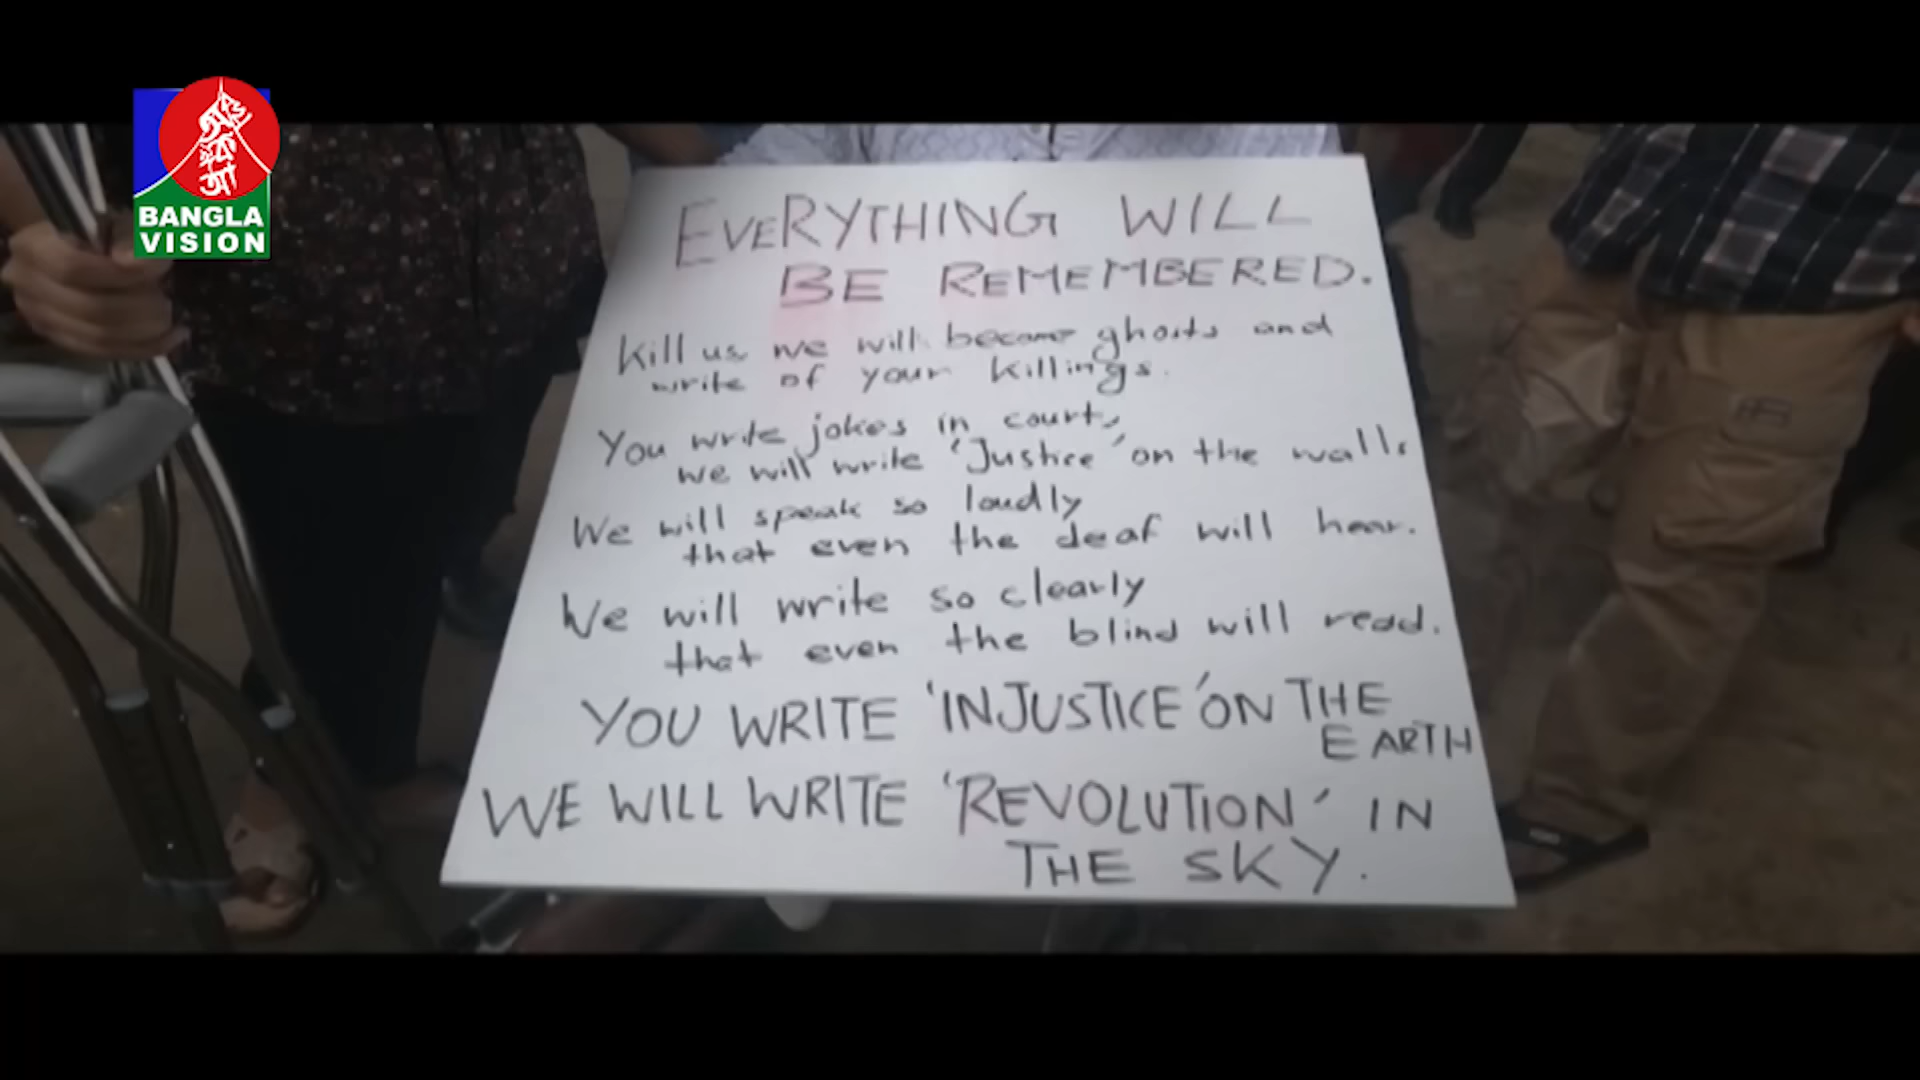 BANGLA
VISION
EVERYTHING WILL
BE REMEMBERED.
Kill us, we will become ghosts and
write of your killings.
You write jokes in court,
we will write 'Justice' on the walls
We will speak so loudly
that even the deaf will hear.
We will write so clearly
that even the blind will read.
YOU WRITE 'INJUSTICE' ON THE
EARTH
WE WILL WRITE 'REVOLUTION' IN
THE SKY.